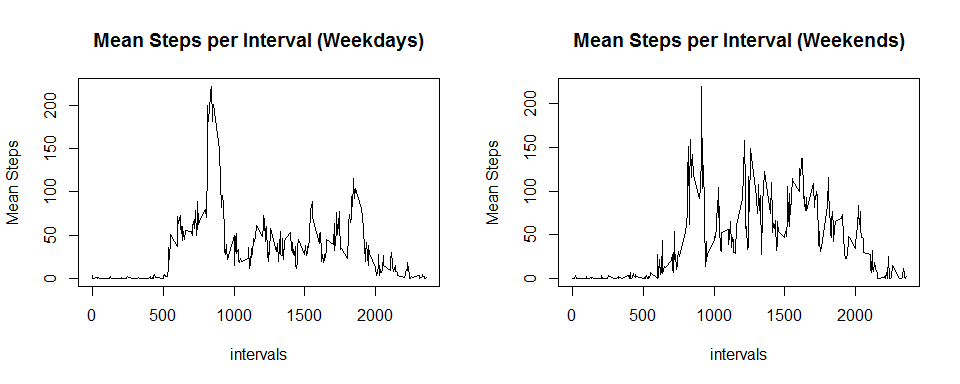 Mean Steps per Interval (Weekdays)
Mean Steps
200
150
100
50
0
0 500 1000 1500 2000
intervals
Mean Steps per Interval (Weekends)
Mean Steps
200
150
100
50
0
0 500 1000 1500 2000
intervals